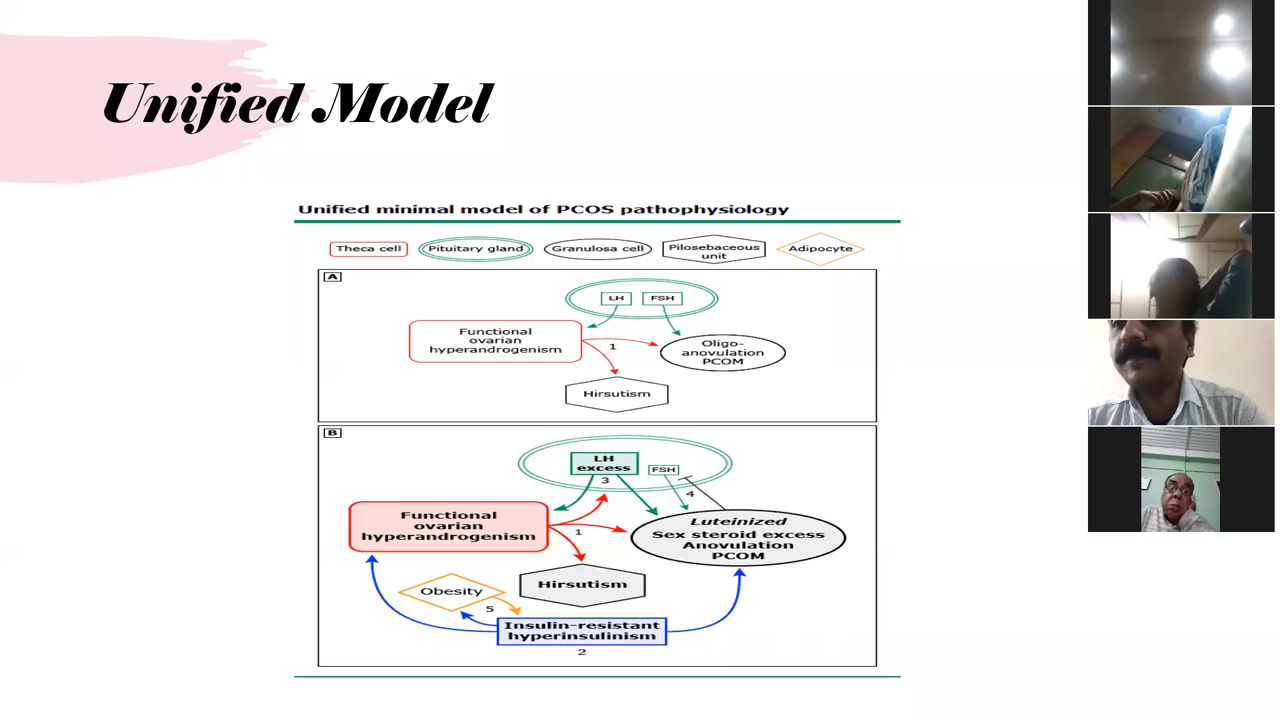 Unified Model
Unified minimal model of PCOS pathophysiology
Theca cell
Pituitary gland
Granulosa cell
Pilosebaceous
unit
Adipocyte
A
LH
FSH
Functional
ovarian
hyperandrogenism
1
Oligo-
anovulation
PCOM
Hirsutism
B
LH
excess
FSH
3
4
Functional
ovarian
hyperandrogenism
1
Luteinized
Sex steroid excess
Anovulation
PCOM
Hirsutism
Obesity
5
Insulin-resistant
hyperinsulinism
2